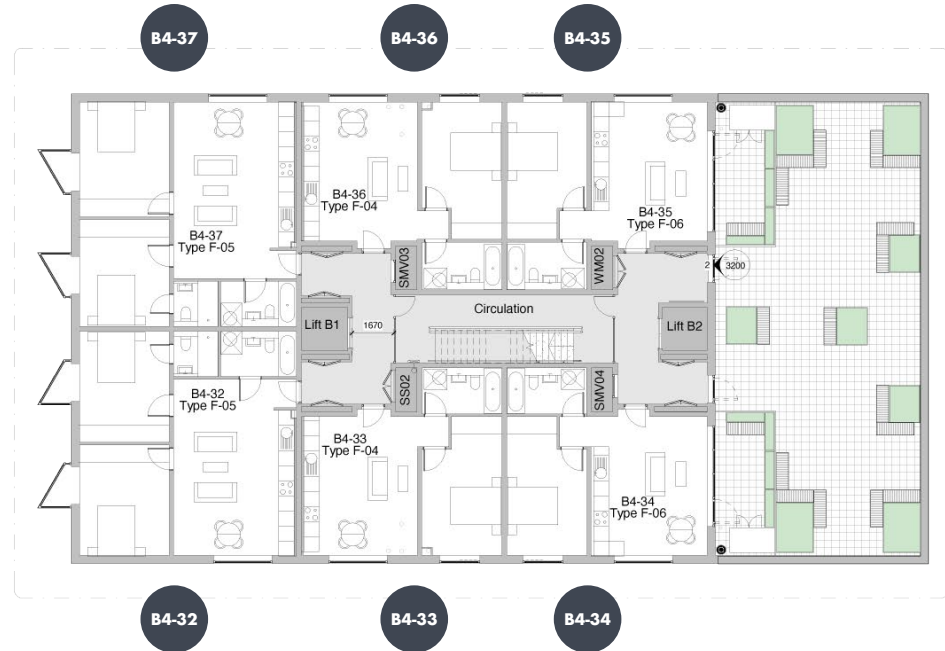 B4-37
B4-36
B4-35
B4-36
Type F-04
B4-35
Type F-06
B4-37
Type F-05
SMV03
WM02
2
3200
Circulation
Lift B1
1670
Lift B2
SS02
SMV04
B4-32
Type F-05
B4-33
Type F-04
B4-34
Type F-06
B4-32
B4-33
B4-34